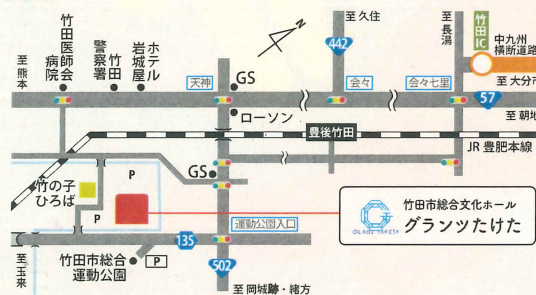 至熊本
竹田医師会病院
竹田警察署
ホテル岩城屋
天神
GS
ローソン
至久住
442
会々
至長湯
会々七里
竹田IC
中九州横断道路
至大分市
57
至朝地
豊後竹田
JR 豊肥本線
GS
竹の子ひろば
P
P
竹田市総合文化ホール
グランツたけた
GLANZ TAKETA
運動公園入口
135
至玉来
竹田市総合運動公園
P
502
至岡城跡・緒方